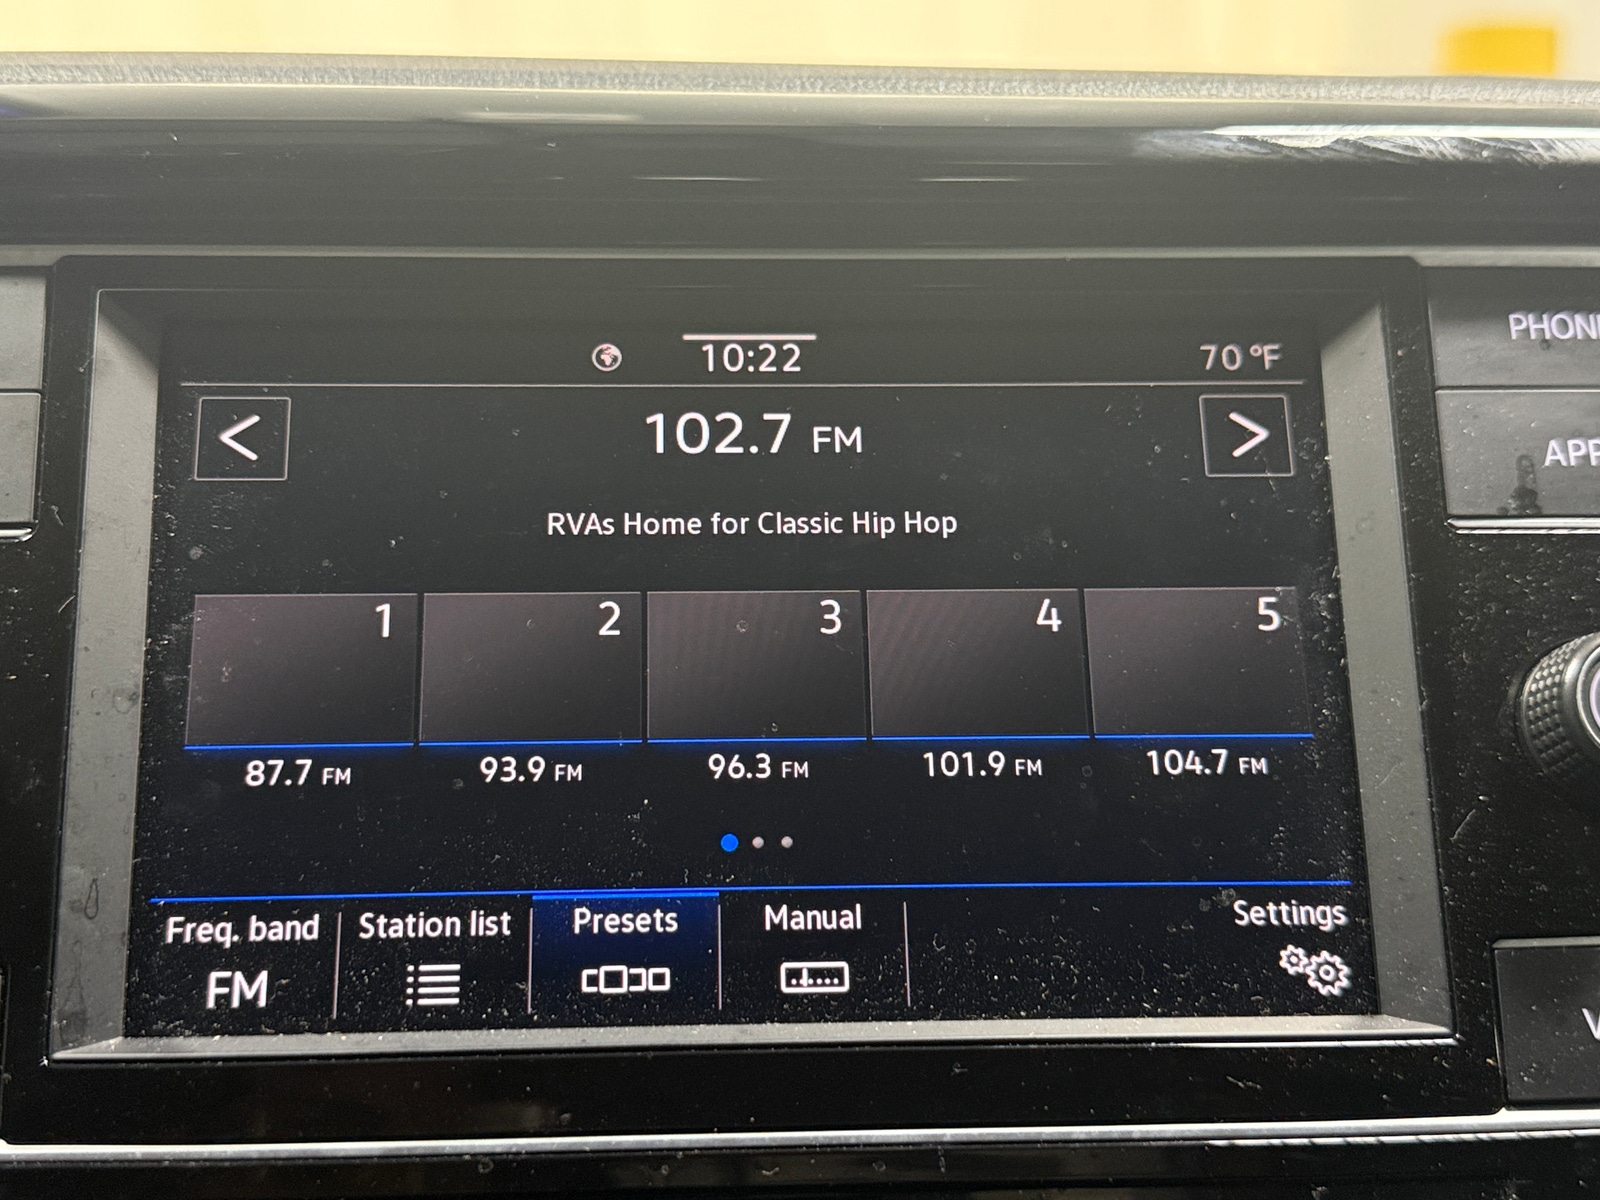 10:22
70 °F
<
102.7 FM
>
RVAs Home for Classic Hip Hop
1
2
3
4
5
87.7 FM
93.9 FM
96.3 FM
101.9 FM
104.7 FM
Freq. band
Station list
Presets
Manual
Settings
FM
PHON
APP